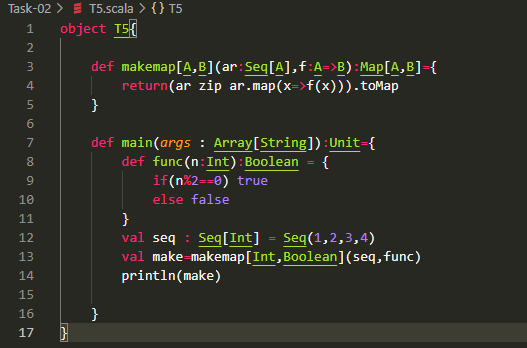 Task-02 > T5.scala > {} T5
1 object T5{
2
3     def makemap[A,B](ar:Seq[A],f:A=>B):Map[A,B]={
4         return(ar zip ar.map(x=>f(x))).toMap
5     }
6
7     def main(args : Array[String]):Unit={
8         def func(n:Int):Boolean = {
9             if(n%2==0) true
10             else false
11         }
12         val seq : Seq[Int] = Seq(1,2,3,4)
13         val make=makemap[Int,Boolean](seq,func)
14         println(make)
15
16     }
17 }